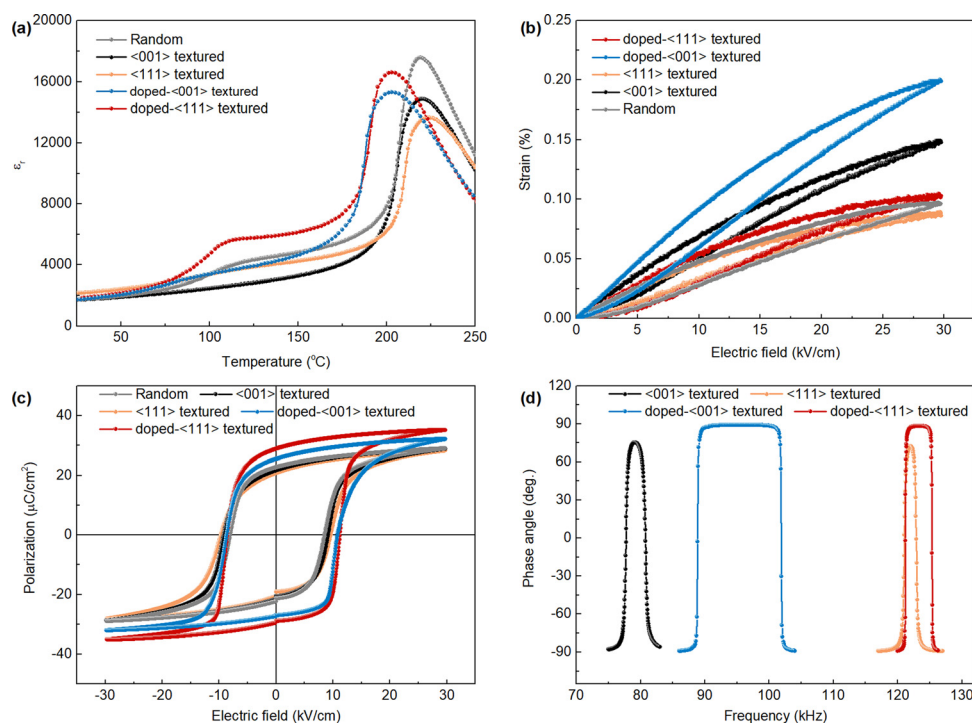 (a)
20000
16000
12000
8000
4000
0
εr
Random
<001> textured
<111> textured
doped-<001> textured
doped-<111> textured
50
100
150
200
250
Temperature (°C)
(b)
0.25
0.20
0.15
0.10
0.05
0.00
Strain (%)
doped-<111> textured
doped-<001> textured
<111> textured
<001> textured
Random
0
5
10
15
20
25
30
Electric field (kV/cm)
(c)
40
20
0
-20
-40
Polarization (μC/cm²)
Random
<001> textured
<111> textured
doped-<001> textured
doped-<111> textured
-30
-20
-10
0
10
20
30
Electric field (kV/cm)
(d)
120
90
60
30
0
-30
-60
-90
Phase angle (deg.)
<001> textured
<111> textured
doped-<001> textured
doped-<111> textured
70
80
90
100
110
120
130
Frequency (kHz)